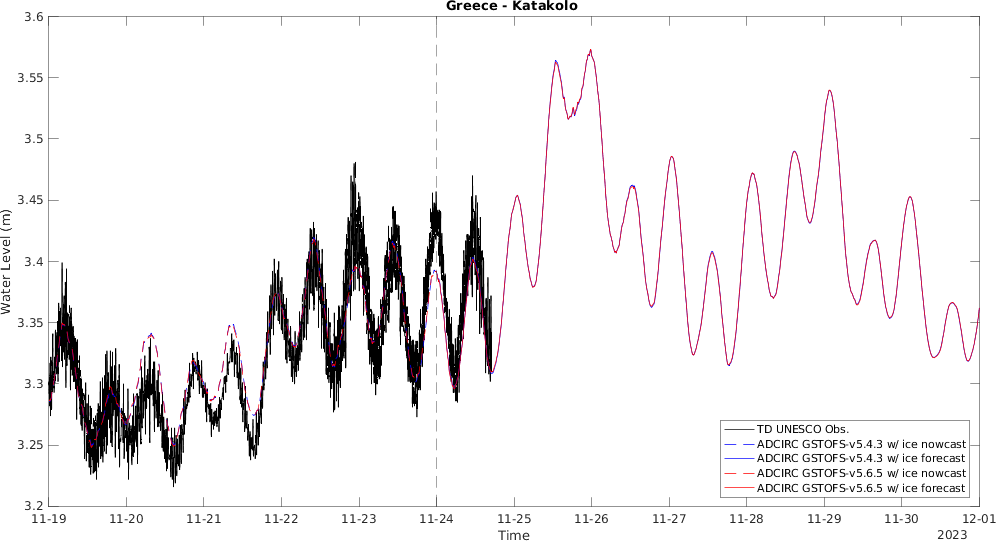 Greece - Katakolo
3.6
3.55
3.5
3.45
3.4
3.35
3.3
3.25
3.2
Water Level (m)
TD UNESCO Obs.
ADCIRC GSTOFS-v5.4.3 w/ ice nowcast
ADCIRC GSTOFS-v5.4.3 w/ ice forecast
ADCIRC GSTOFS-v5.6.5 w/ ice nowcast
ADCIRC GSTOFS-v5.6.5 w/ ice forecast
11-19 11-20 11-21 11-22 11-23 11-24 11-25 11-26 11-27 11-28 11-29 11-30 12-01
Time
2023